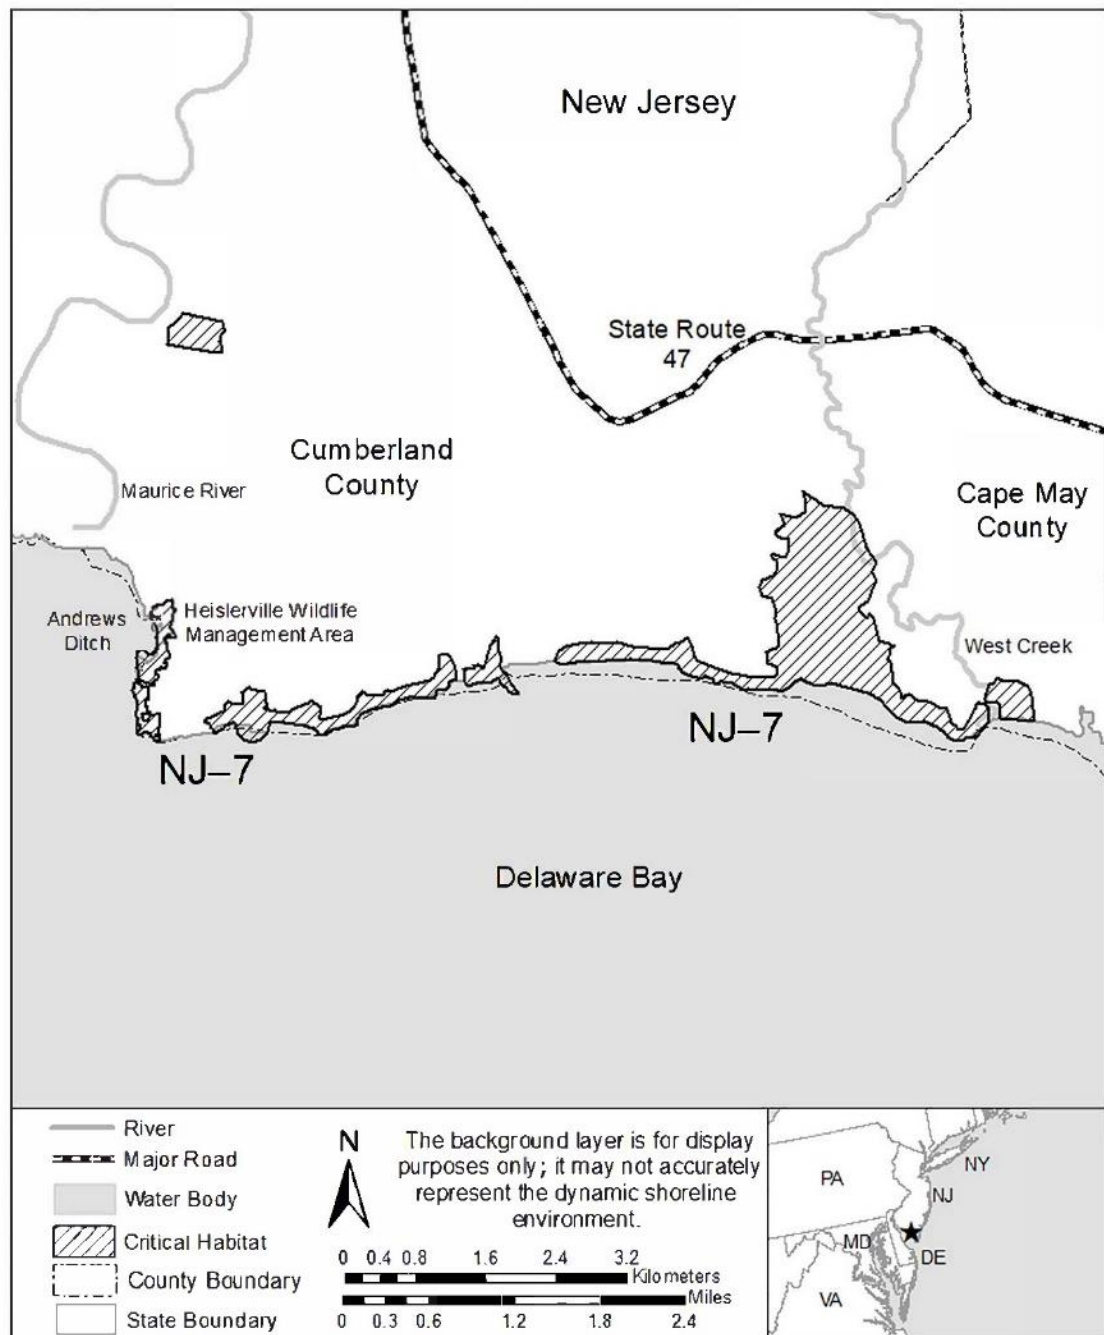 New Jersey
State Route
47
Cumberland
County
Maurice River
Cape May
County
Andrews
Ditch
Heislerville Wildlife
Management Area
West Creek
NJ–7
NJ–7
Delaware Bay
River
Major Road
Water Body
Critical Habitat
County Boundary
State Boundary
N
The background layer is for display
purposes only; it may not accurately
represent the dynamic shoreline
environment.
0 0.4 0.8 1.6 2.4 3.2
Kilometers
Miles
0 0.3 0.6 1.2 1.8 2.4
PA
NY
NJ
MD
DE
VA